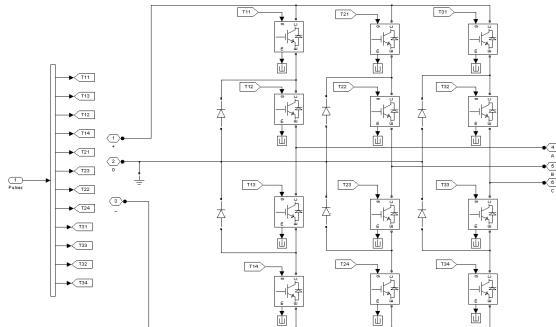 T11
T21
T31
g C
E m
g C
E m
g C
E m
T11
T13
T12
T14
T21
T23
T22
T24
T31
T33
T32
T34
1
Pulses
1
+
2
0
3
-
T12
T22
T32
g C
E m
g C
E m
g C
E m
4
A
5
B
6
C
T13
T23
T33
g C
E m
g C
E m
g C
E m
T14
T24
T34
g C
E m
g C
E m
g C
E m